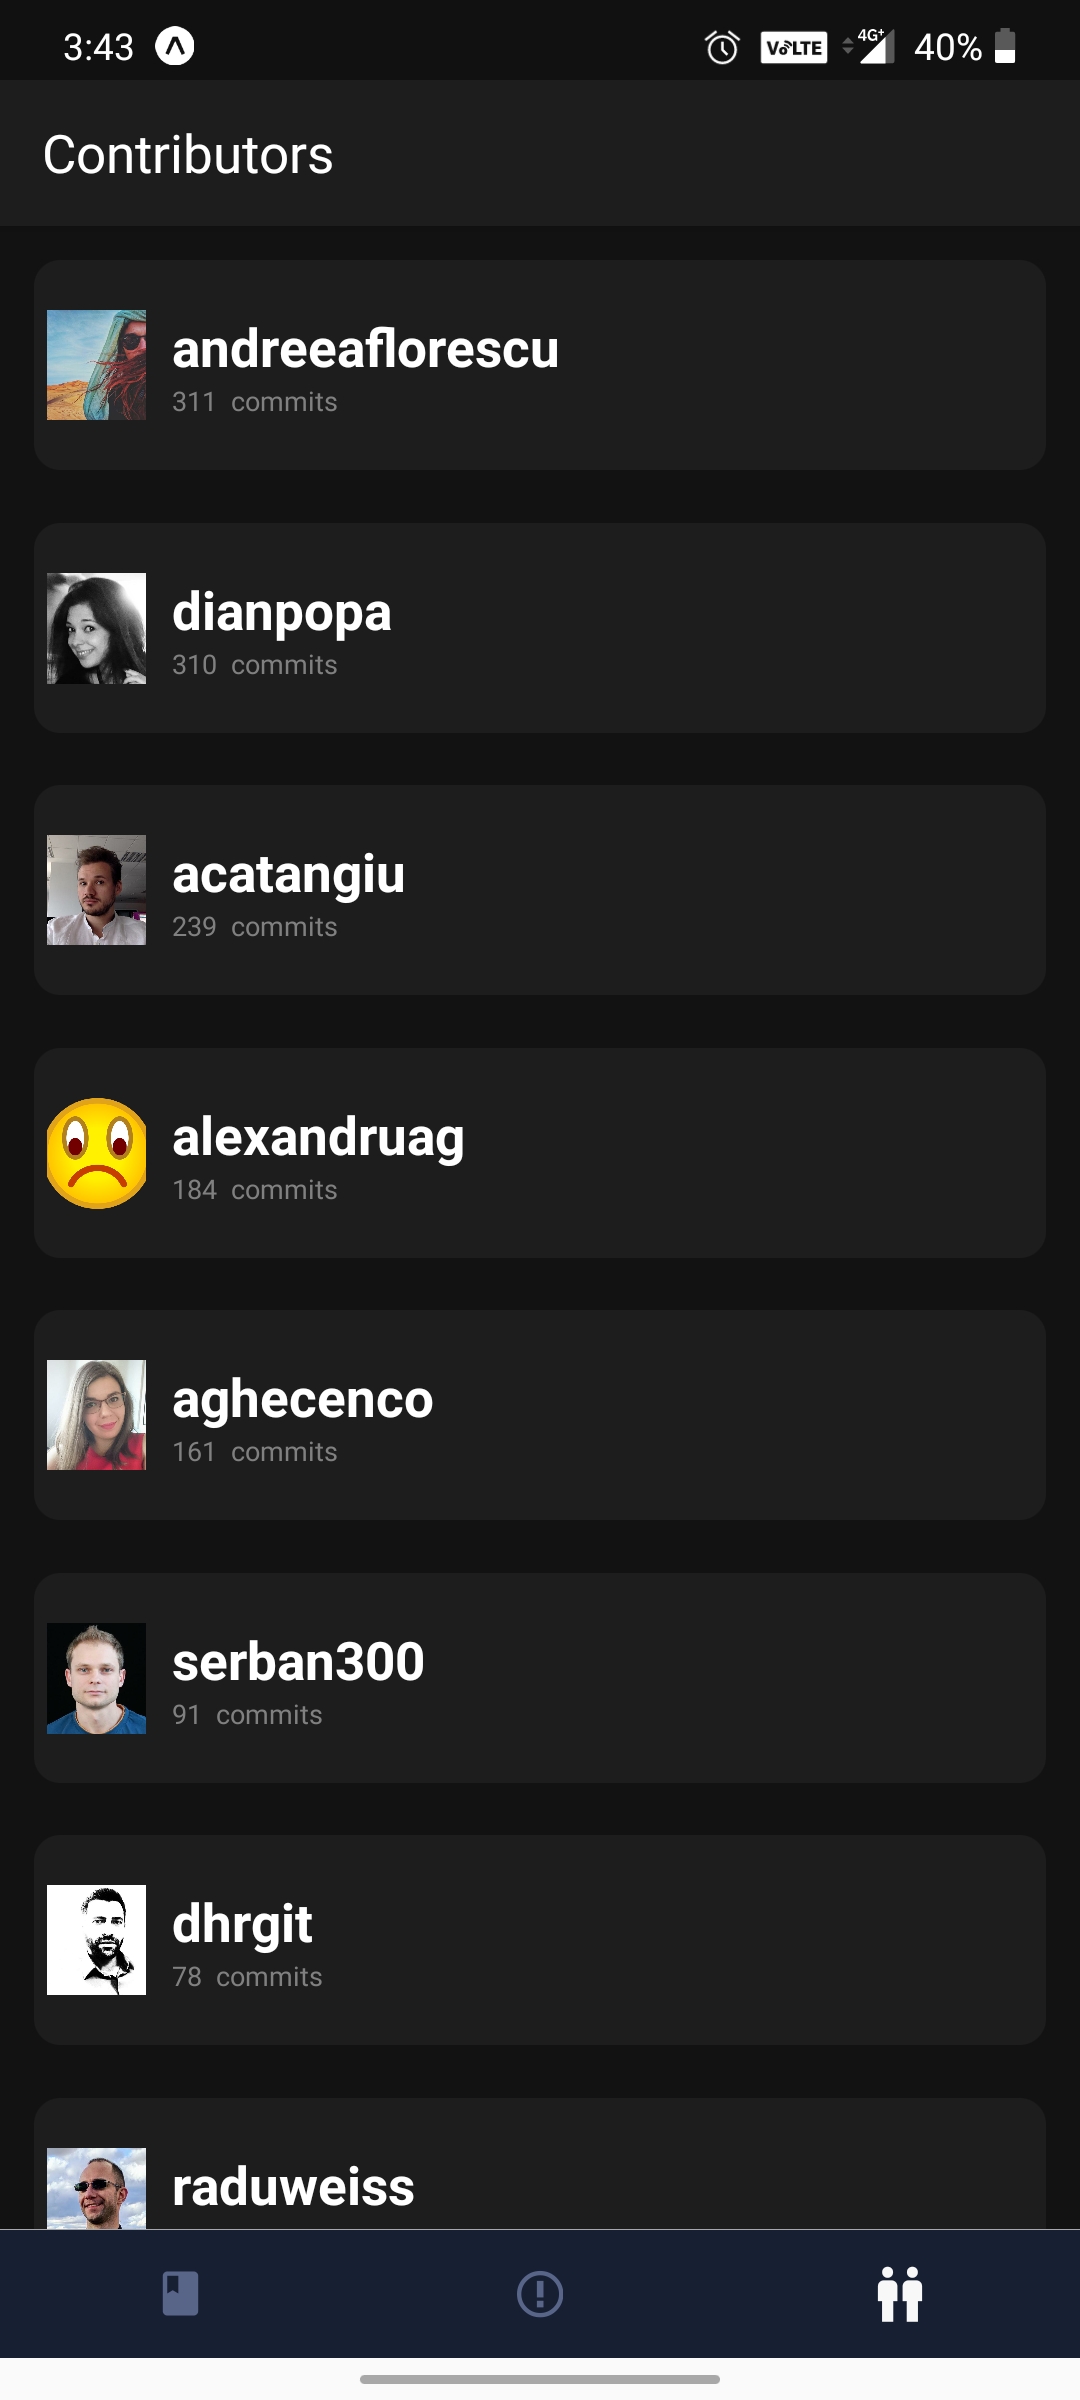 3:43 VoLTE 4G+ 40%
Contributors
andreeaflorescu
311 commits
dianpopa
310 commits
acatangiu
239 commits
alexandruag
184 commits
aghecenco
161 commits
serban300
91 commits
dhrgit
78 commits
raduweiss